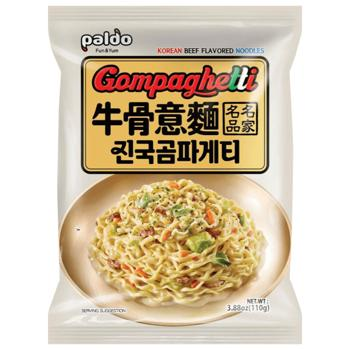 paldo
Fun & Yum
KOREAN BEEF FLAVORED NOODLES
Gompaghetti
牛骨意麵 名家名品
진국곰파게티
SERVING SUGGESTION
NET WT.:
3.88oz(110g)